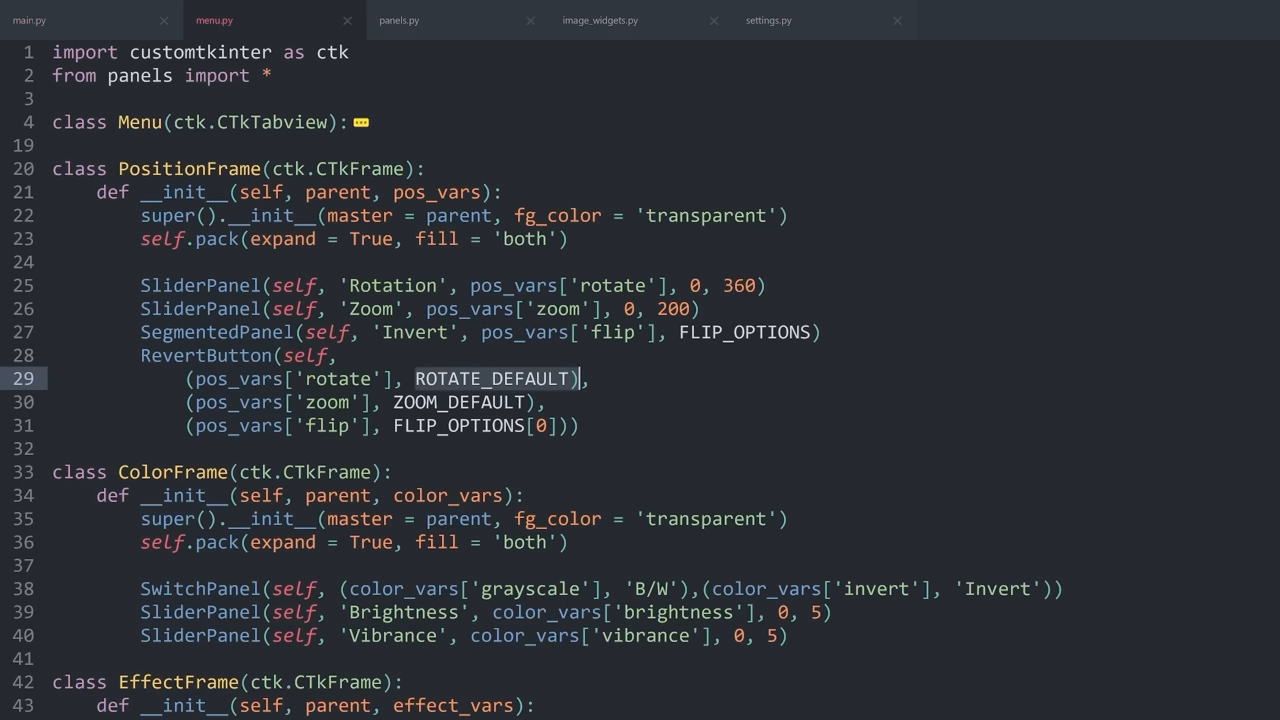 main.py menu.py panels.py image_widgets.py settings.py
1 import customtkinter as ctk
2 from panels import *
3
4 class Menu(ctk.CTkTabview):
19
20 class PositionFrame(ctk.CTkFrame):
21     def __init__(self, parent, pos_vars):
22         super().__init__(master = parent, fg_color = 'transparent')
23         self.pack(expand = True, fill = 'both')
24
25         SliderPanel(self, 'Rotation', pos_vars['rotate'], 0, 360)
26         SliderPanel(self, 'Zoom', pos_vars['zoom'], 0, 200)
27         SegmentedPanel(self, 'Invert', pos_vars['flip'], FLIP_OPTIONS)
28         RevertButton(self,
29             (pos_vars['rotate'], ROTATE_DEFAULT),
30             (pos_vars['zoom'], ZOOM_DEFAULT),
31             (pos_vars['flip'], FLIP_OPTIONS[0]))
32
33 class ColorFrame(ctk.CTkFrame):
34     def __init__(self, parent, color_vars):
35         super().__init__(master = parent, fg_color = 'transparent')
36         self.pack(expand = True, fill = 'both')
37
38         SwitchPanel(self, (color_vars['grayscale'], 'B/W'),(color_vars['invert'], 'Invert'))
39         SliderPanel(self, 'Brightness', color_vars['brightness'], 0, 5)
40         SliderPanel(self, 'Vibrance', color_vars['vibrance'], 0, 5)
41
42 class EffectFrame(ctk.CTkFrame):
43     def __init__(self, parent, effect_vars):